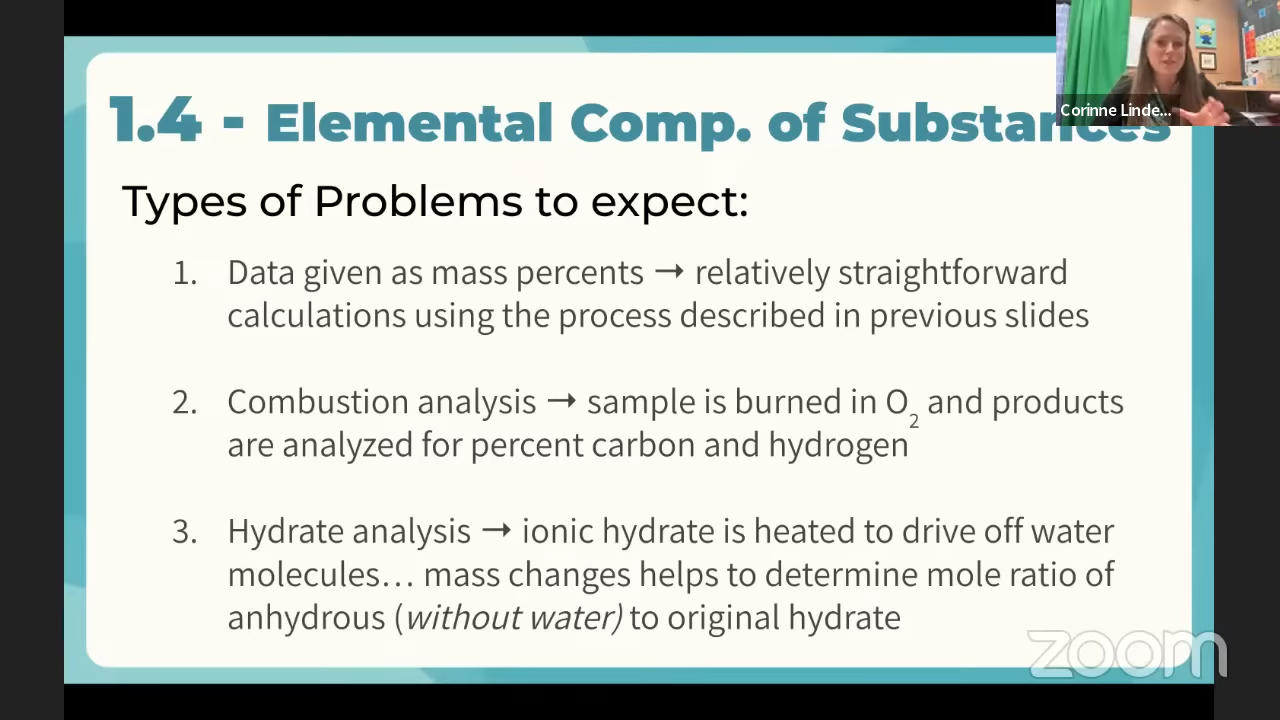 1.4 - Elemental Comp. of Substances
Types of Problems to expect:
1. Data given as mass percents → relatively straightforward
calculations using the process described in previous slides
2. Combustion analysis → sample is burned in O₂ and products
are analyzed for percent carbon and hydrogen
3. Hydrate analysis → ionic hydrate is heated to drive off water
molecules… mass changes helps to determine mole ratio of
anhydrous (without water) to original hydrate
Corinne Linde...
zoom